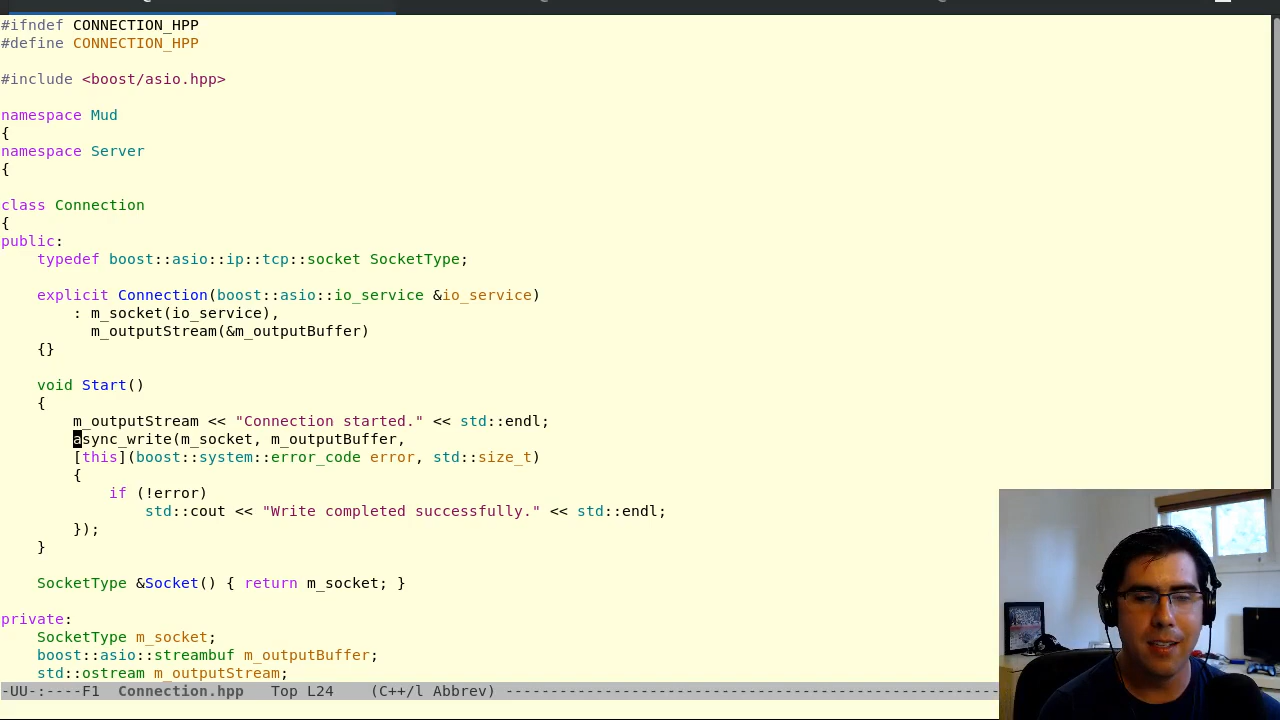 #ifndef CONNECTION_HPP
#define CONNECTION_HPP
#include <boost/asio.hpp>
namespace Mud
{
namespace Server
{
class Connection
{
public:
    typedef boost::asio::ip::tcp::socket SocketType;
    explicit Connection(boost::asio::io_service &io_service)
        : m_socket(io_service),
          m_outputStream(&m_outputBuffer)
    {}
    void Start()
    {
        m_outputStream << "Connection started." << std::endl;
        async_write(m_socket, m_outputBuffer,
        [this](boost::system::error_code error, std::size_t)
        {
            if (!error)
                std::cout << "Write completed successfully." << std::endl;
        });
    }
    SocketType &Socket() { return m_socket; }
private:
    SocketType m_socket;
    boost::asio::streambuf m_outputBuffer;
    std::ostream m_outputStream;
-UU-:----F1  Connection.hpp   Top L24    (C++/l Abbrev) -------------------------------------------------------